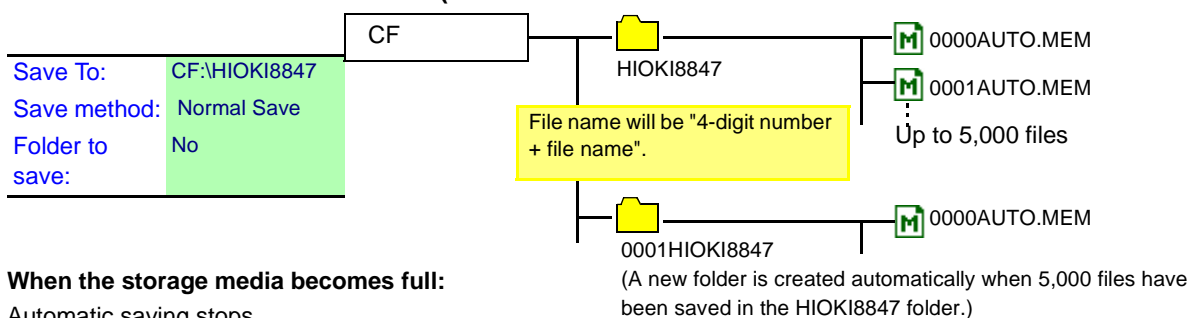 CF
Save To: CF:\HIOKI8847
Save method: Normal Save
Folder to save: No
HIOKI8847
0000AUTO.MEM
0001AUTO.MEM
Up to 5,000 files
File name will be "4-digit number
+ file name".
0000AUTO.MEM
0001HIOKI8847
(A new folder is created automatically when 5,000 files have
been saved in the HIOKI8847 folder.)
When the storage media becomes full:
Automatic saving stops